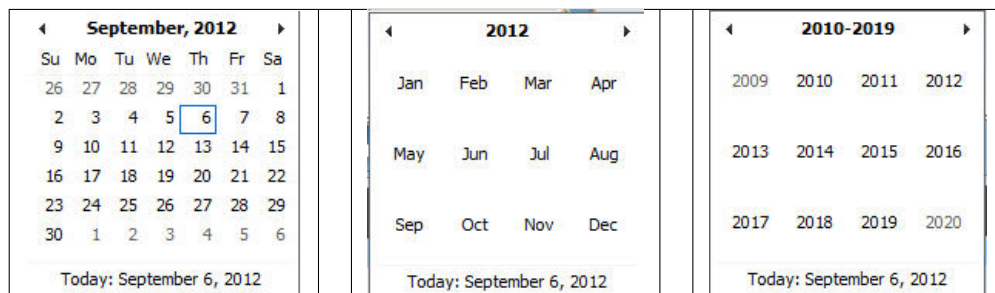 September, 2012
Su Mo Tu We Th Fr Sa
26 27 28 29 30 31 1
2 3 4 5 6 7 8
9 10 11 12 13 14 15
16 17 18 19 20 21 22
23 24 25 26 27 28 29
30 1 2 3 4 5 6
Today: September 6, 2012
2012
Jan Feb Mar Apr
May Jun Jul Aug
Sep Oct Nov Dec
Today: September 6, 2012
2010-2019
2009 2010 2011 2012
2013 2014 2015 2016
2017 2018 2019 2020
Today: September 6, 2012